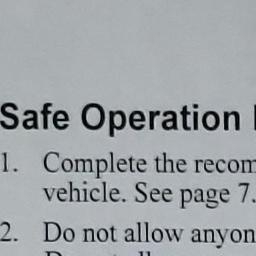 Safe Operation
1. Complete the recom
vehicle. See page 7.
2. Do not allow anyon